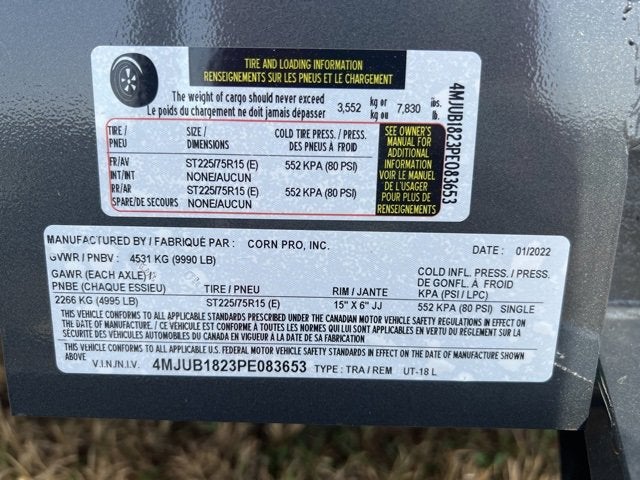 TIRE AND LOADING INFORMATION
RENSEIGNEMENTS SUR LES PNEUS ET LE CHARGEMENT
The weight of cargo should never exceed
Le poids du chargement ne doit jamais dépasser
3,552 kg or kg ou 7,830 lbs. lb.
TIRE / PNEU SIZE / DIMENSIONS COLD TIRE PRESS. / PRESS. DES PNEUS À FROID
FR/AV ST225/75R15 (E) 552 KPA (80 PSI)
INT/INT NONE/AUCUN
RR/AR ST225/75R15 (E) 552 KPA (80 PSI)
SPARE/DE SECOURS NONE/AUCUN
SEE OWNER'S
MANUAL FOR
ADDITIONAL
INFORMATION
VOIR LE MANUEL
DE L'USAGER
POUR PLUS DE
RENSEIGNEMENTS
4MJUB1823PE083653
MANUFACTURED BY / FABRIQUÉ PAR : CORN PRO, INC. DATE : 01/2022
GVWR / PNBV : 4531 KG (9990 LB)
GAWR (EACH AXLE) /
PNBE (CHAQUE ESSIEU) TIRE / PNEU RIM / JANTE
COLD INFL. PRESS. / PRESS.
DE GONFL. À FROID
KPA (PSI / LPC)
2266 KG (4995 LB) ST225/75R15 (E) 15" X 6" JJ 552 KPA (80 PSI) SINGLE
THIS VEHICLE CONFORMS TO ALL APPLICABLE STANDARDS PRESCRIBED UNDER THE CANADIAN MOTOR VEHICLE SAFETY REGULATIONS IN EFFECT ON
THE DATE OF MANUFACTURE. / CE VÉHICULE EST CONFORME À TOUTES LES NORMES QUI LUI SONT APPLICABLES EN VERTU DU RÈGLEMENT SUR LA
SÉCURITÉ DES VÉHICULES AUTOMOBILES DU CANADA EN VIGUEUR À LA DATE DE SA FABRICATION
THIS VEHICLE CONFORMS TO ALL APPLICABLE U.S. FEDERAL MOTOR VEHICLE SAFETY STANDARDS IN EFFECT ON THE DATE OF MANUFACTURE SHOWN
ABOVE
V.I.N./N.I.V. 4MJUB1823PE083653 TYPE : TRA / REM UT-18 L